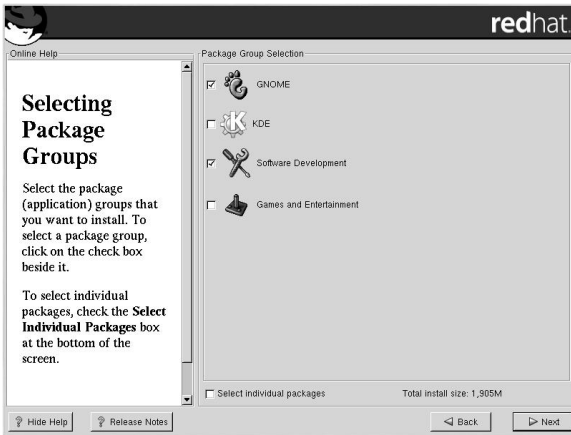 redhat.
Online Help
Selecting
Package
Groups
Select the package
(application) groups that
you want to install. To
select a package group,
click on the check box
beside it.
To select individual
packages, check the Select
Individual Packages box
at the bottom of the
screen.
Package Group Selection
GNOME
K KDE
Software Development
Games and Entertainment
Select individual packages
Total install size: 1,905M
? Hide Help
? Release Notes
Back
Next